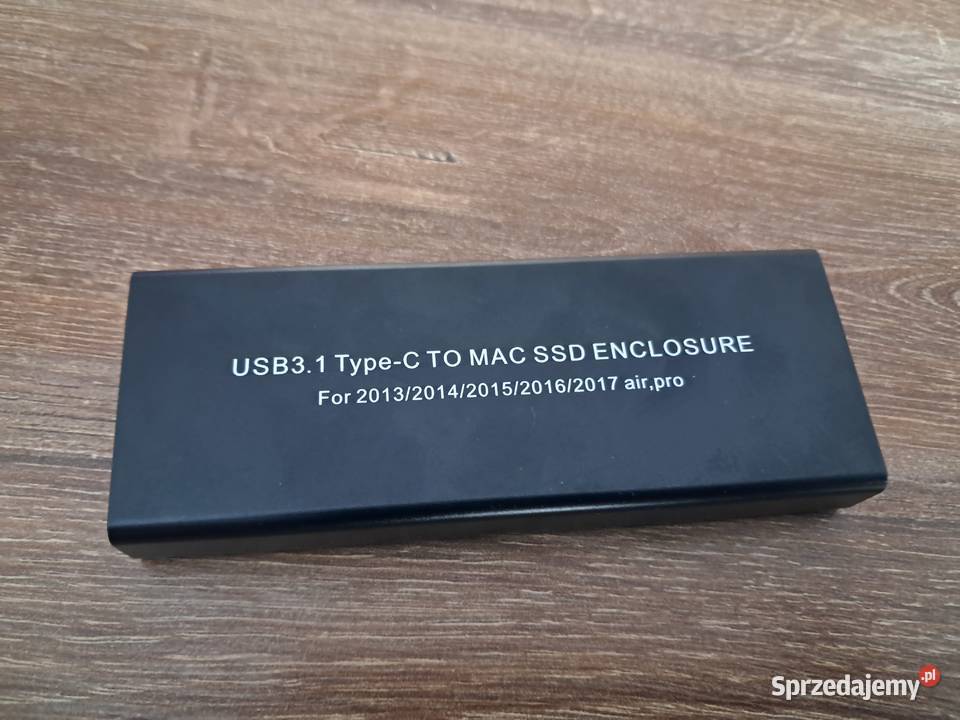 USB3.1 Type-C TO MAC SSD ENCLOSURE
For 2013/2014/2015/2016/2017 air,pro
Sprzedajemy.pl